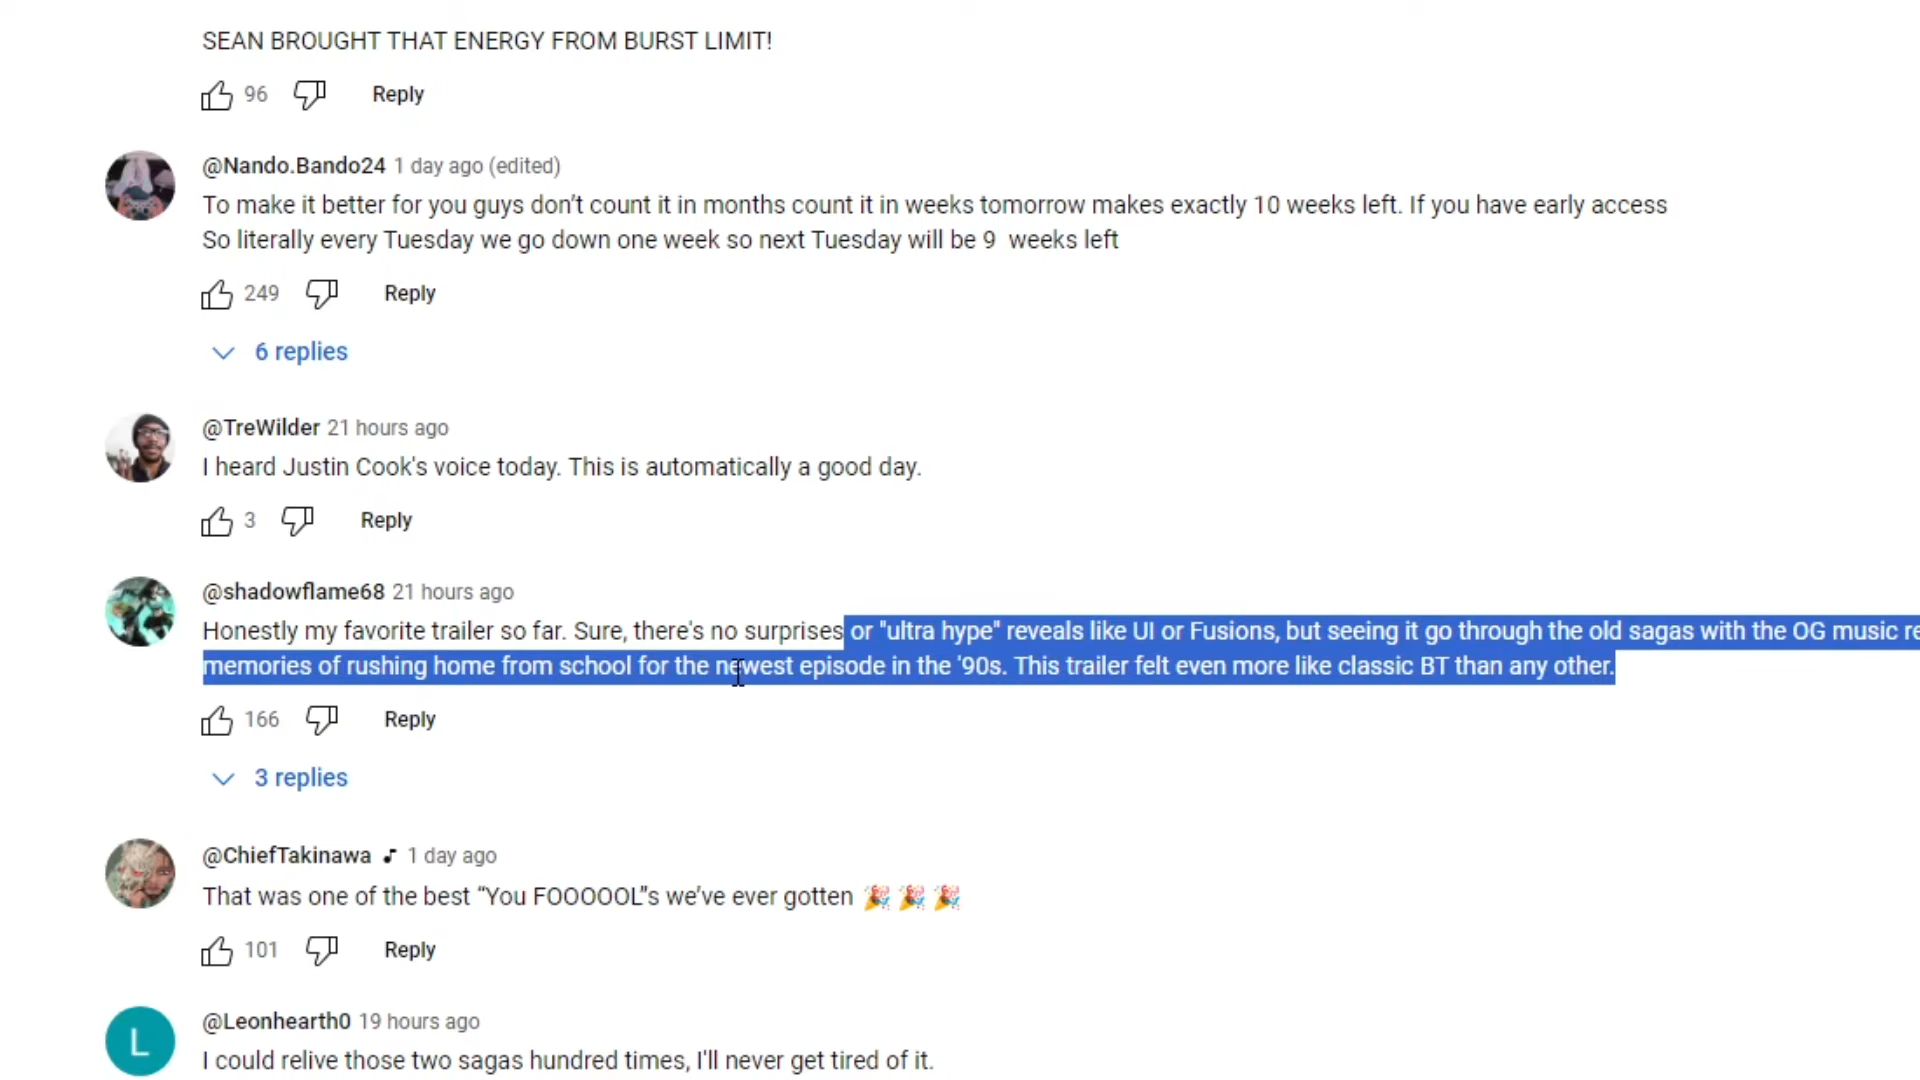 SEAN BROUGHT THAT ENERGY FROM BURST LIMIT!
96 Reply
@Nando.Bando24 1 day ago (edited)
To make it better for you guys don’t count it in months count it in weeks tomorrow makes exactly 10 weeks left. If you have early access
So literally every Tuesday we go down one week so next Tuesday will be 9  weeks left
249 Reply
6 replies
@TreWilder 21 hours ago
I heard Justin Cook's voice today. This is automatically a good day.
3 Reply
@shadowflame68 21 hours ago
Honestly my favorite trailer so far. Sure, there's no surprises or "ultra hype" reveals like UI or Fusions, but seeing it go through the old sagas with the OG music
memories of rushing home from school for the newest episode in the '90s. This trailer felt even more like classic BT than any other.
166 Reply
3 replies
@ChiefTakinawa 1 day ago
That was one of the best “You FOOOOOL”s we’ve ever gotten 🎉 🎉 🎉
101 Reply
L
@Leonhearth0 19 hours ago
I could relive those two sagas hundred times, I'll never get tired of it.